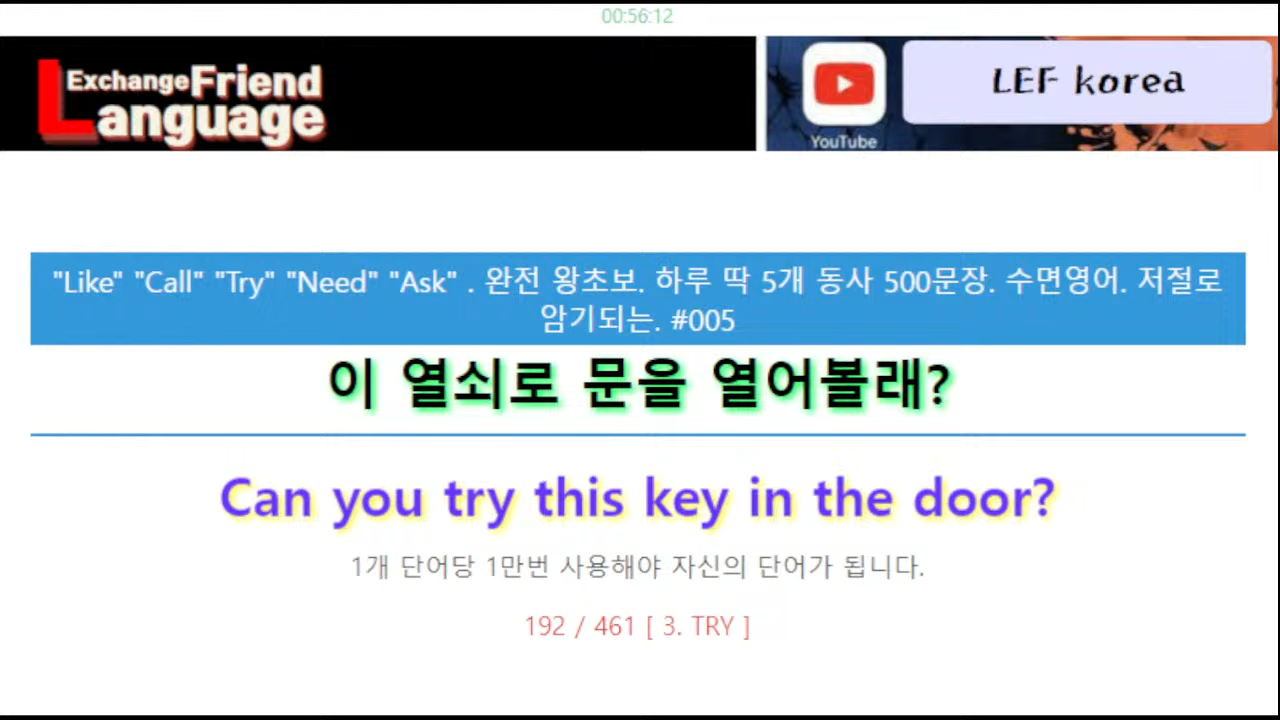 00:56:12
ExchangeFriend
Language
YouTube
LEF korea
"Like" "Call" "Try" "Need" "Ask" . 완전 왕초보. 하루 딱 5개 동사 500문장. 수면영어. 저절로
암기되는. #005
이 열쇠로 문을 열어볼래?
Can you try this key in the door?
1개 단어당 1만번 사용해야 자신의 단어가 됩니다.
192 / 461 [ 3. TRY ]